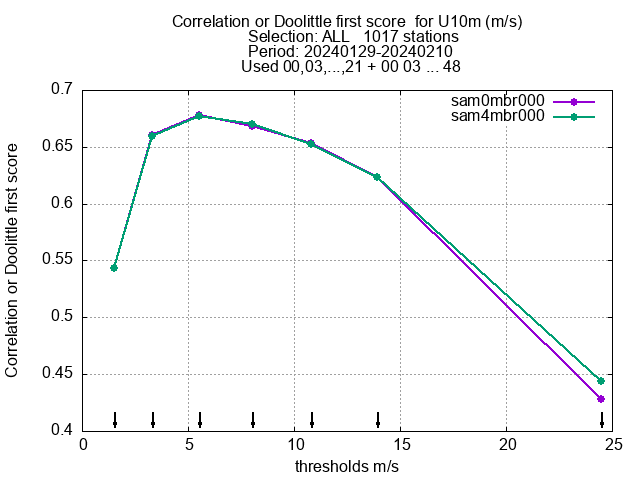 Correlation or Doolittle first score  for U10m (m/s)
Selection: ALL   1017 stations
Period: 20240129-20240210
Used 00,03,...,21 + 00 03 ... 48
sam0mbr000
sam4mbr000
Correlation or Doolittle first score
0.7
0.65
0.6
0.55
0.5
0.45
0.4
0 5 10 15 20 25
thresholds m/s